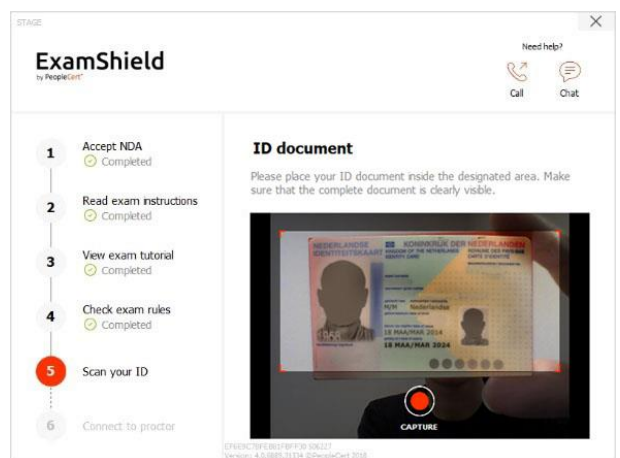 STAGE
ExamShield
by PeopleCert
Need help?
Call
Chat
1
Accept NDA
Completed
2
Read exam instructions
Completed
3
View exam tutorial
Completed
4
Check exam rules
Completed
5
Scan your ID
6
Connect to proctor
ID document
Please place your ID document inside the designated area. Make
sure that the complete document is clearly visible.
NEDERLANDSE
IDENTITEITSKAART
KONINKRIJK DER NEDERLANDEN
KINGDOM OF THE NETHERLANDS
IDENTITY CARD
ROYAUME DES PAYS-BAS
CARTE D'IDENTITÉ
M/M
Nederlandse
18 MAA/MAR 2014
18 MAA/MAR 2024
CAPTURE